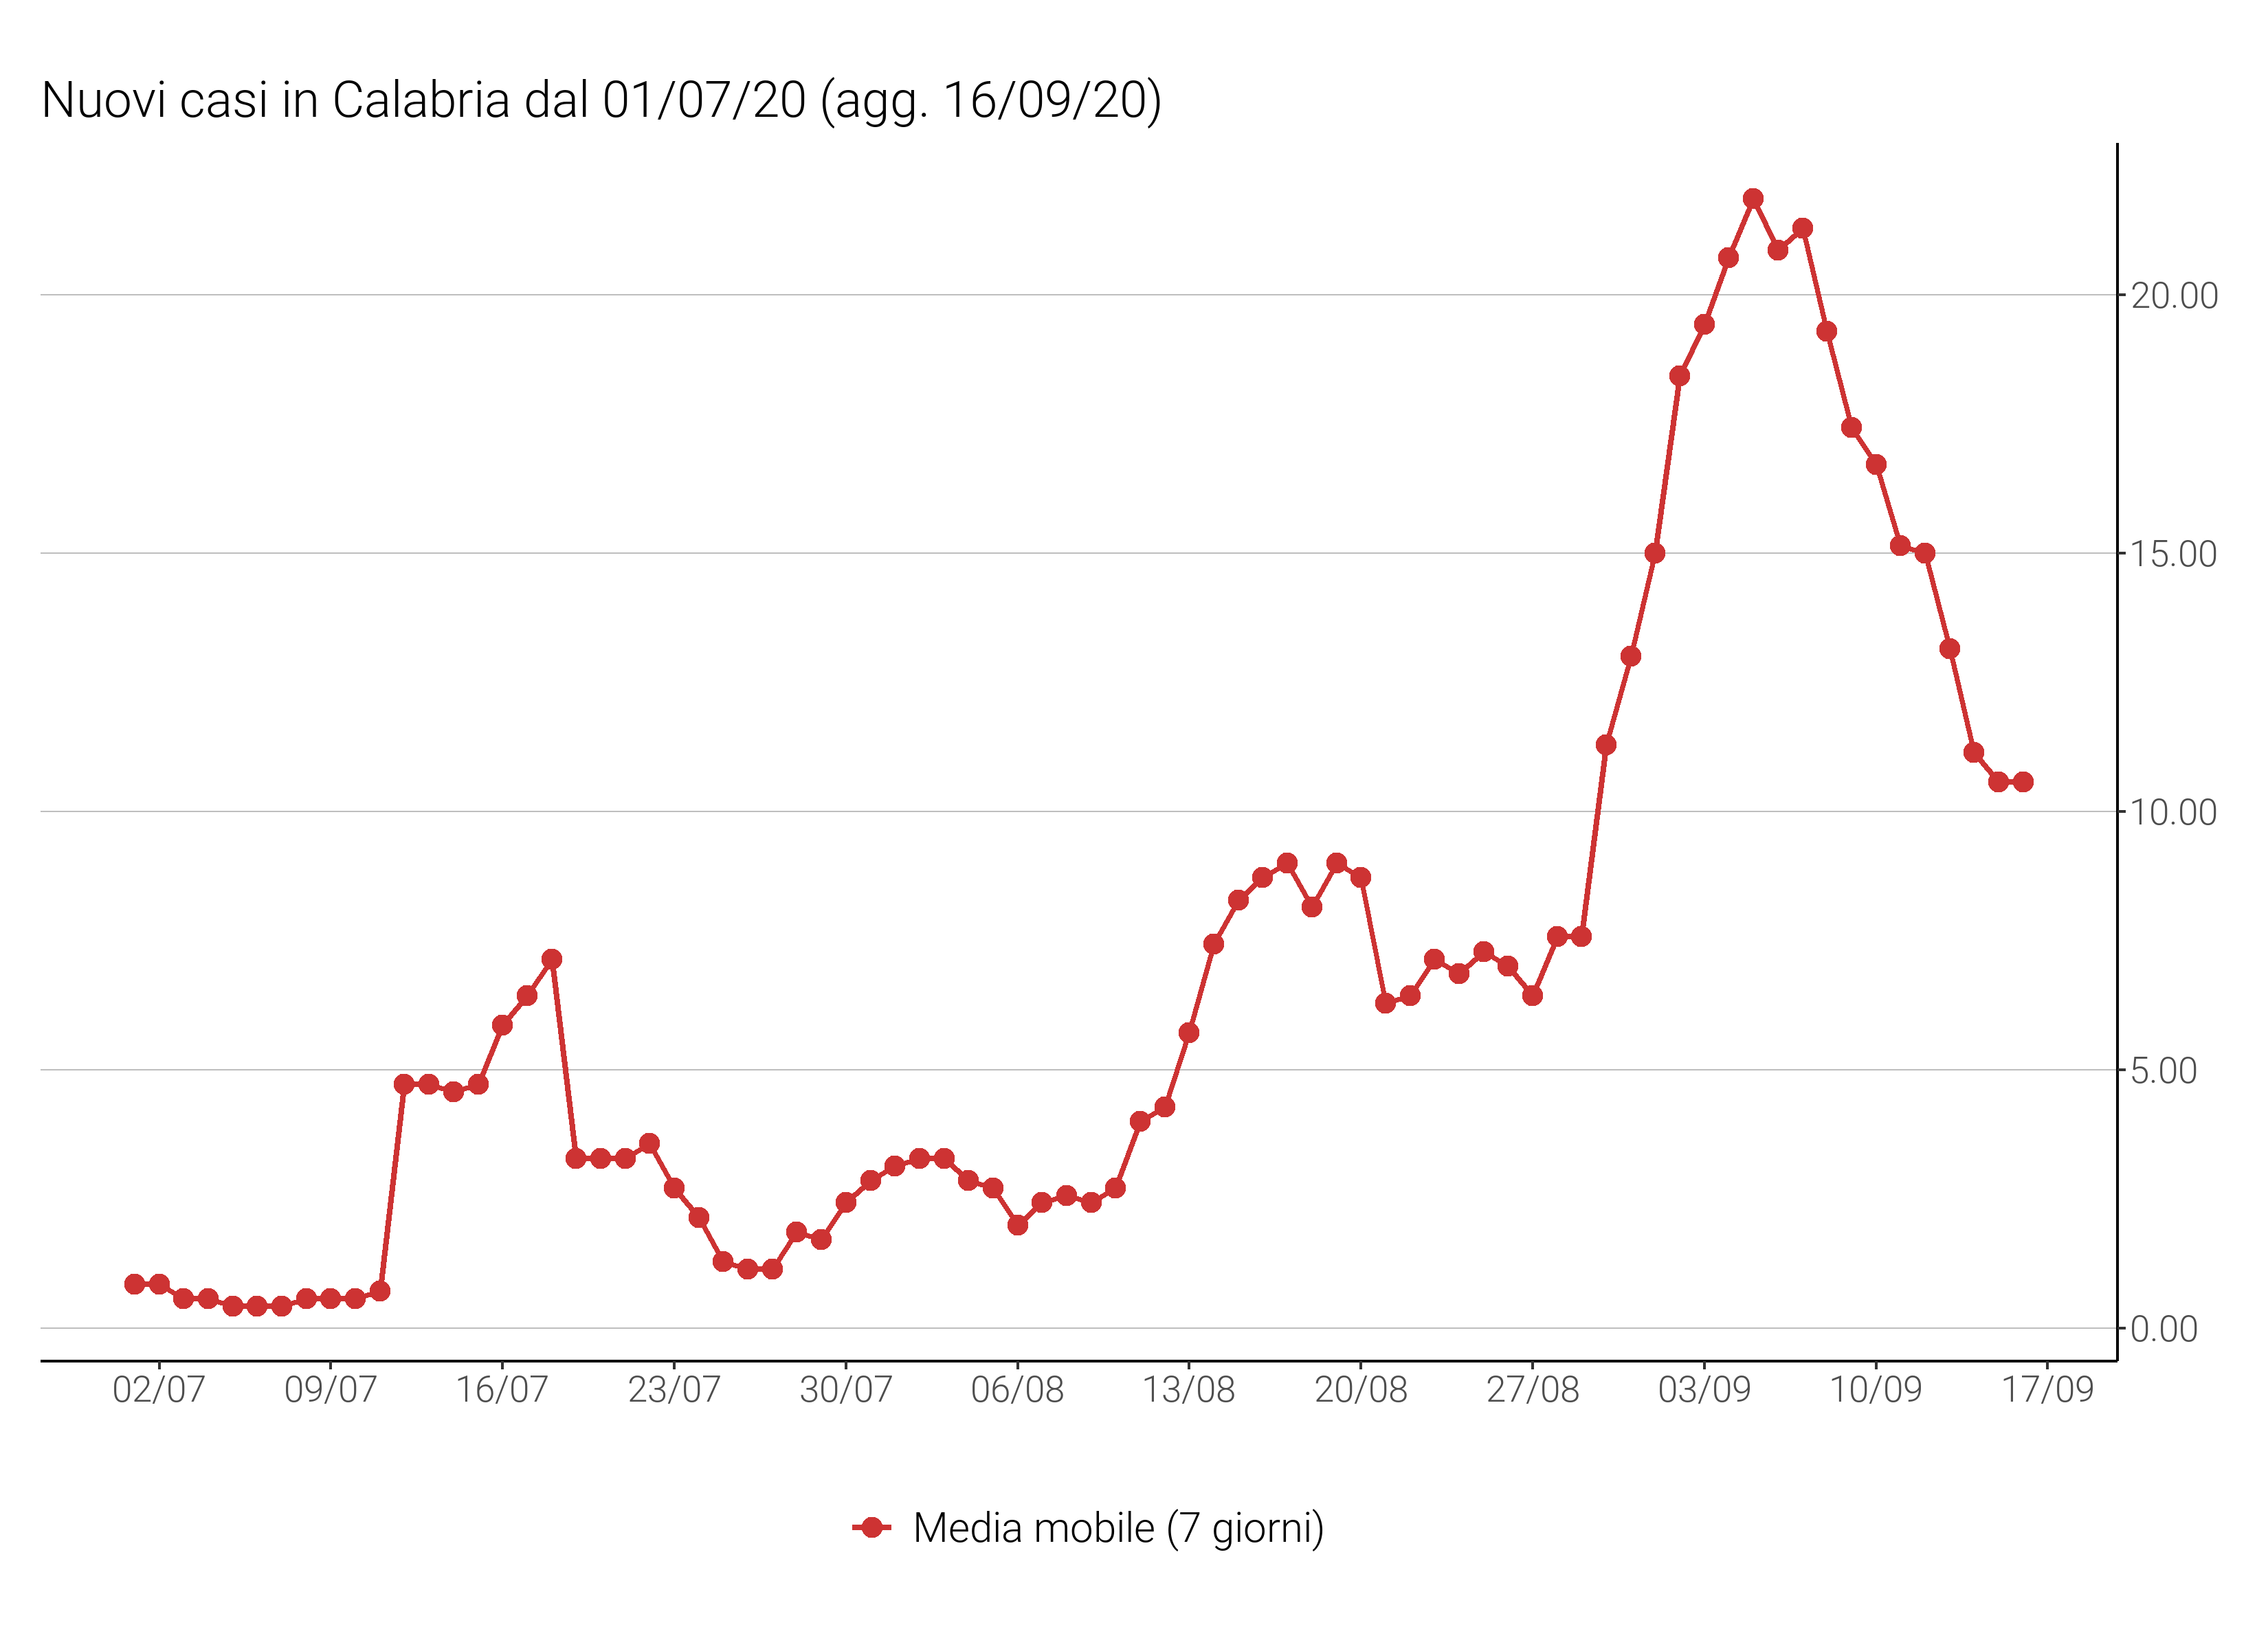 Nuovi casi in Calabria dal 01/07/20 (agg. 16/09/20)
20.00
15.00
10.00
5.00
0.00
02/07 09/07 16/07 23/07 30/07 06/08 13/08 20/08 27/08 03/09 10/09 17/09
Media mobile (7 giorni)